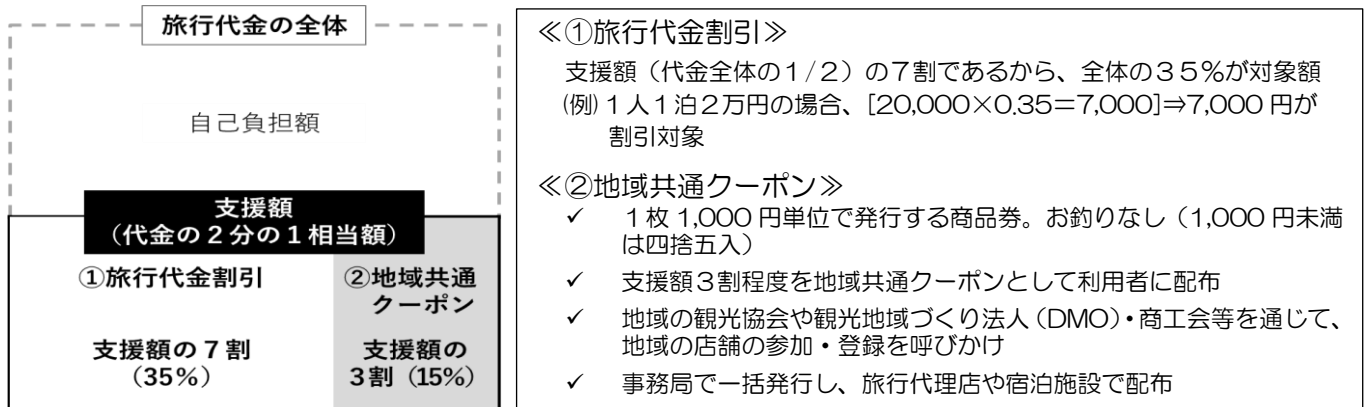 旅行代金の全体
自己負担額
支援額
（代金の２分の１相当額）
①旅行代金割引
支援額の７割
（35%）
②地域共通
クーポン
支援額の
３割（15%）
≪①旅行代金割引≫
支援額（代金全体の１/２）の７割であるから、全体の３５％が対象額
(例)１人１泊２万円の場合、[20,000×0.35＝7,000]⇒7,000 円が
割引対象
≪②地域共通クーポン≫
✓ １枚 1,000 円単位で発行する商品券。お釣りなし（1,000 円未満
は四捨五入）
✓ 支援額３割程度を地域共通クーポンとして利用者に配布
✓ 地域の観光協会や観光地域づくり法人（DMO）・商工会等を通じて、
地域の店舗の参加・登録を呼びかけ
✓ 事務局で一括発行し、旅行代理店や宿泊施設で配布